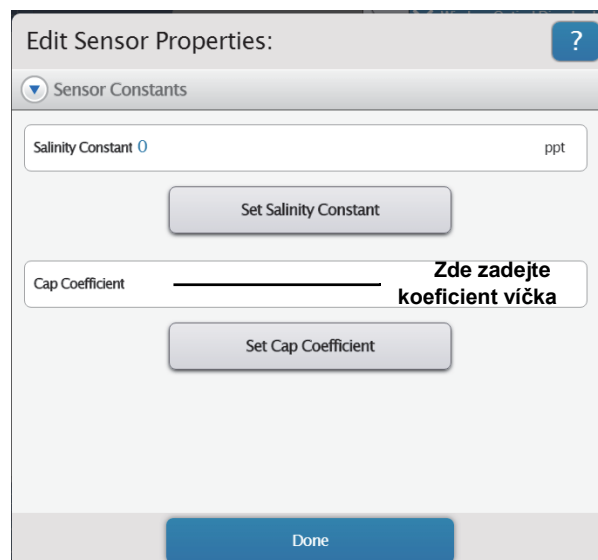 Edit Sensor Properties:
?
Sensor Constants
Salinity Constant 0 ppt
Set Salinity Constant
Zde zadejte
Cap Coefficient
koeficient víčka
Set Cap Coefficient
Done